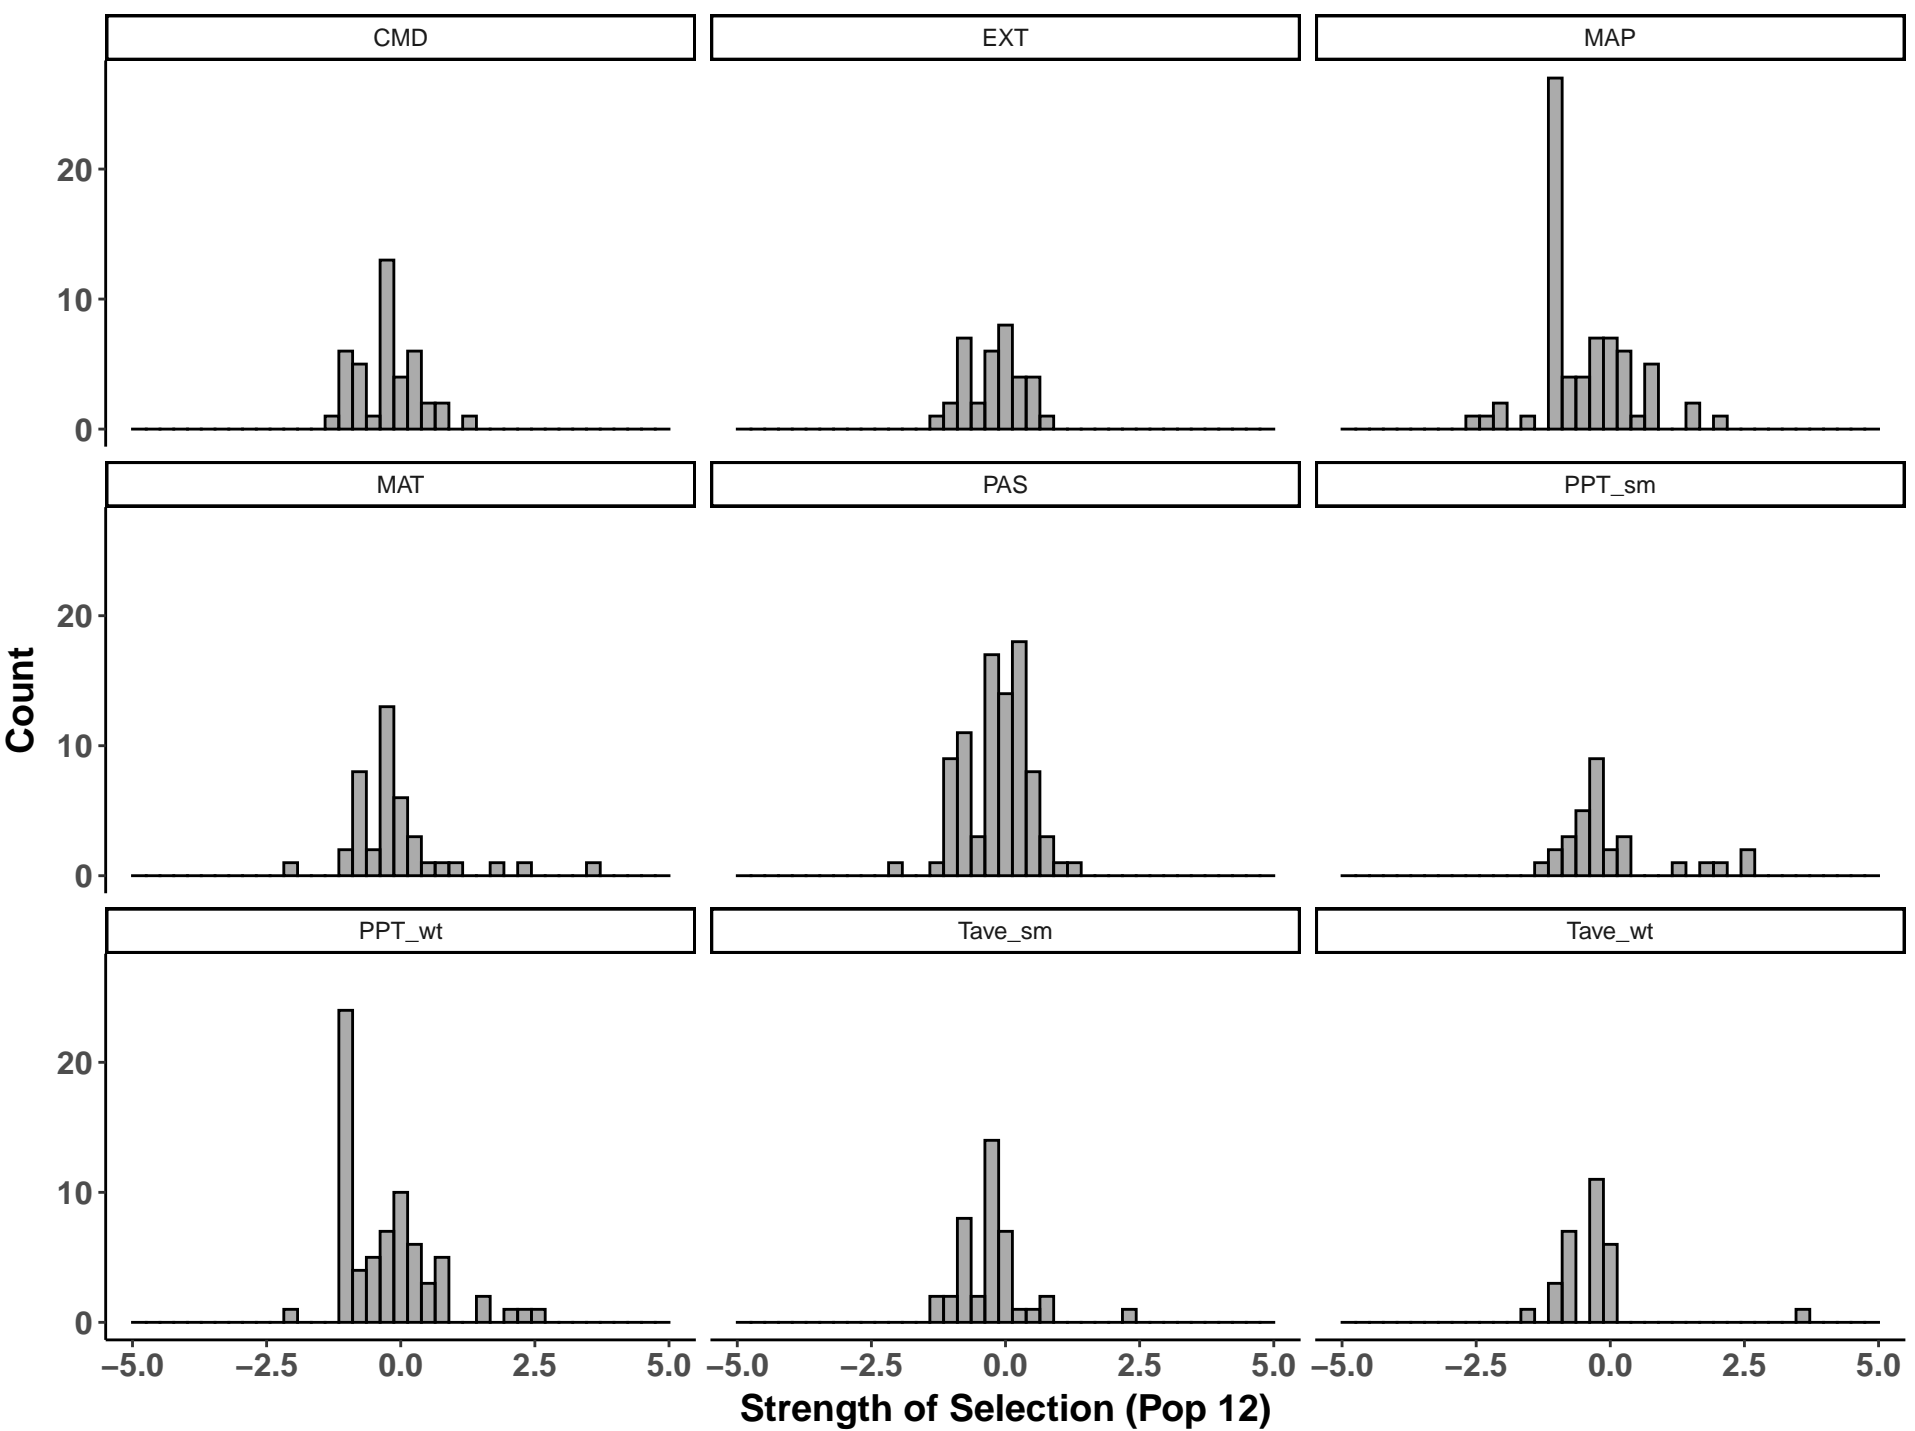 CMD EXT MAP
20
10
0
MAT PAS PPT_sm
20
10
0
Count
PPT_wt Tave_sm Tave_wt
20
10
0
−5.0 −2.5 0.0 2.5 5.0 −5.0 −2.5 0.0 2.5 5.0 −5.0 −2.5 0.0 2.5 5.0
Strength of Selection (Pop 12)